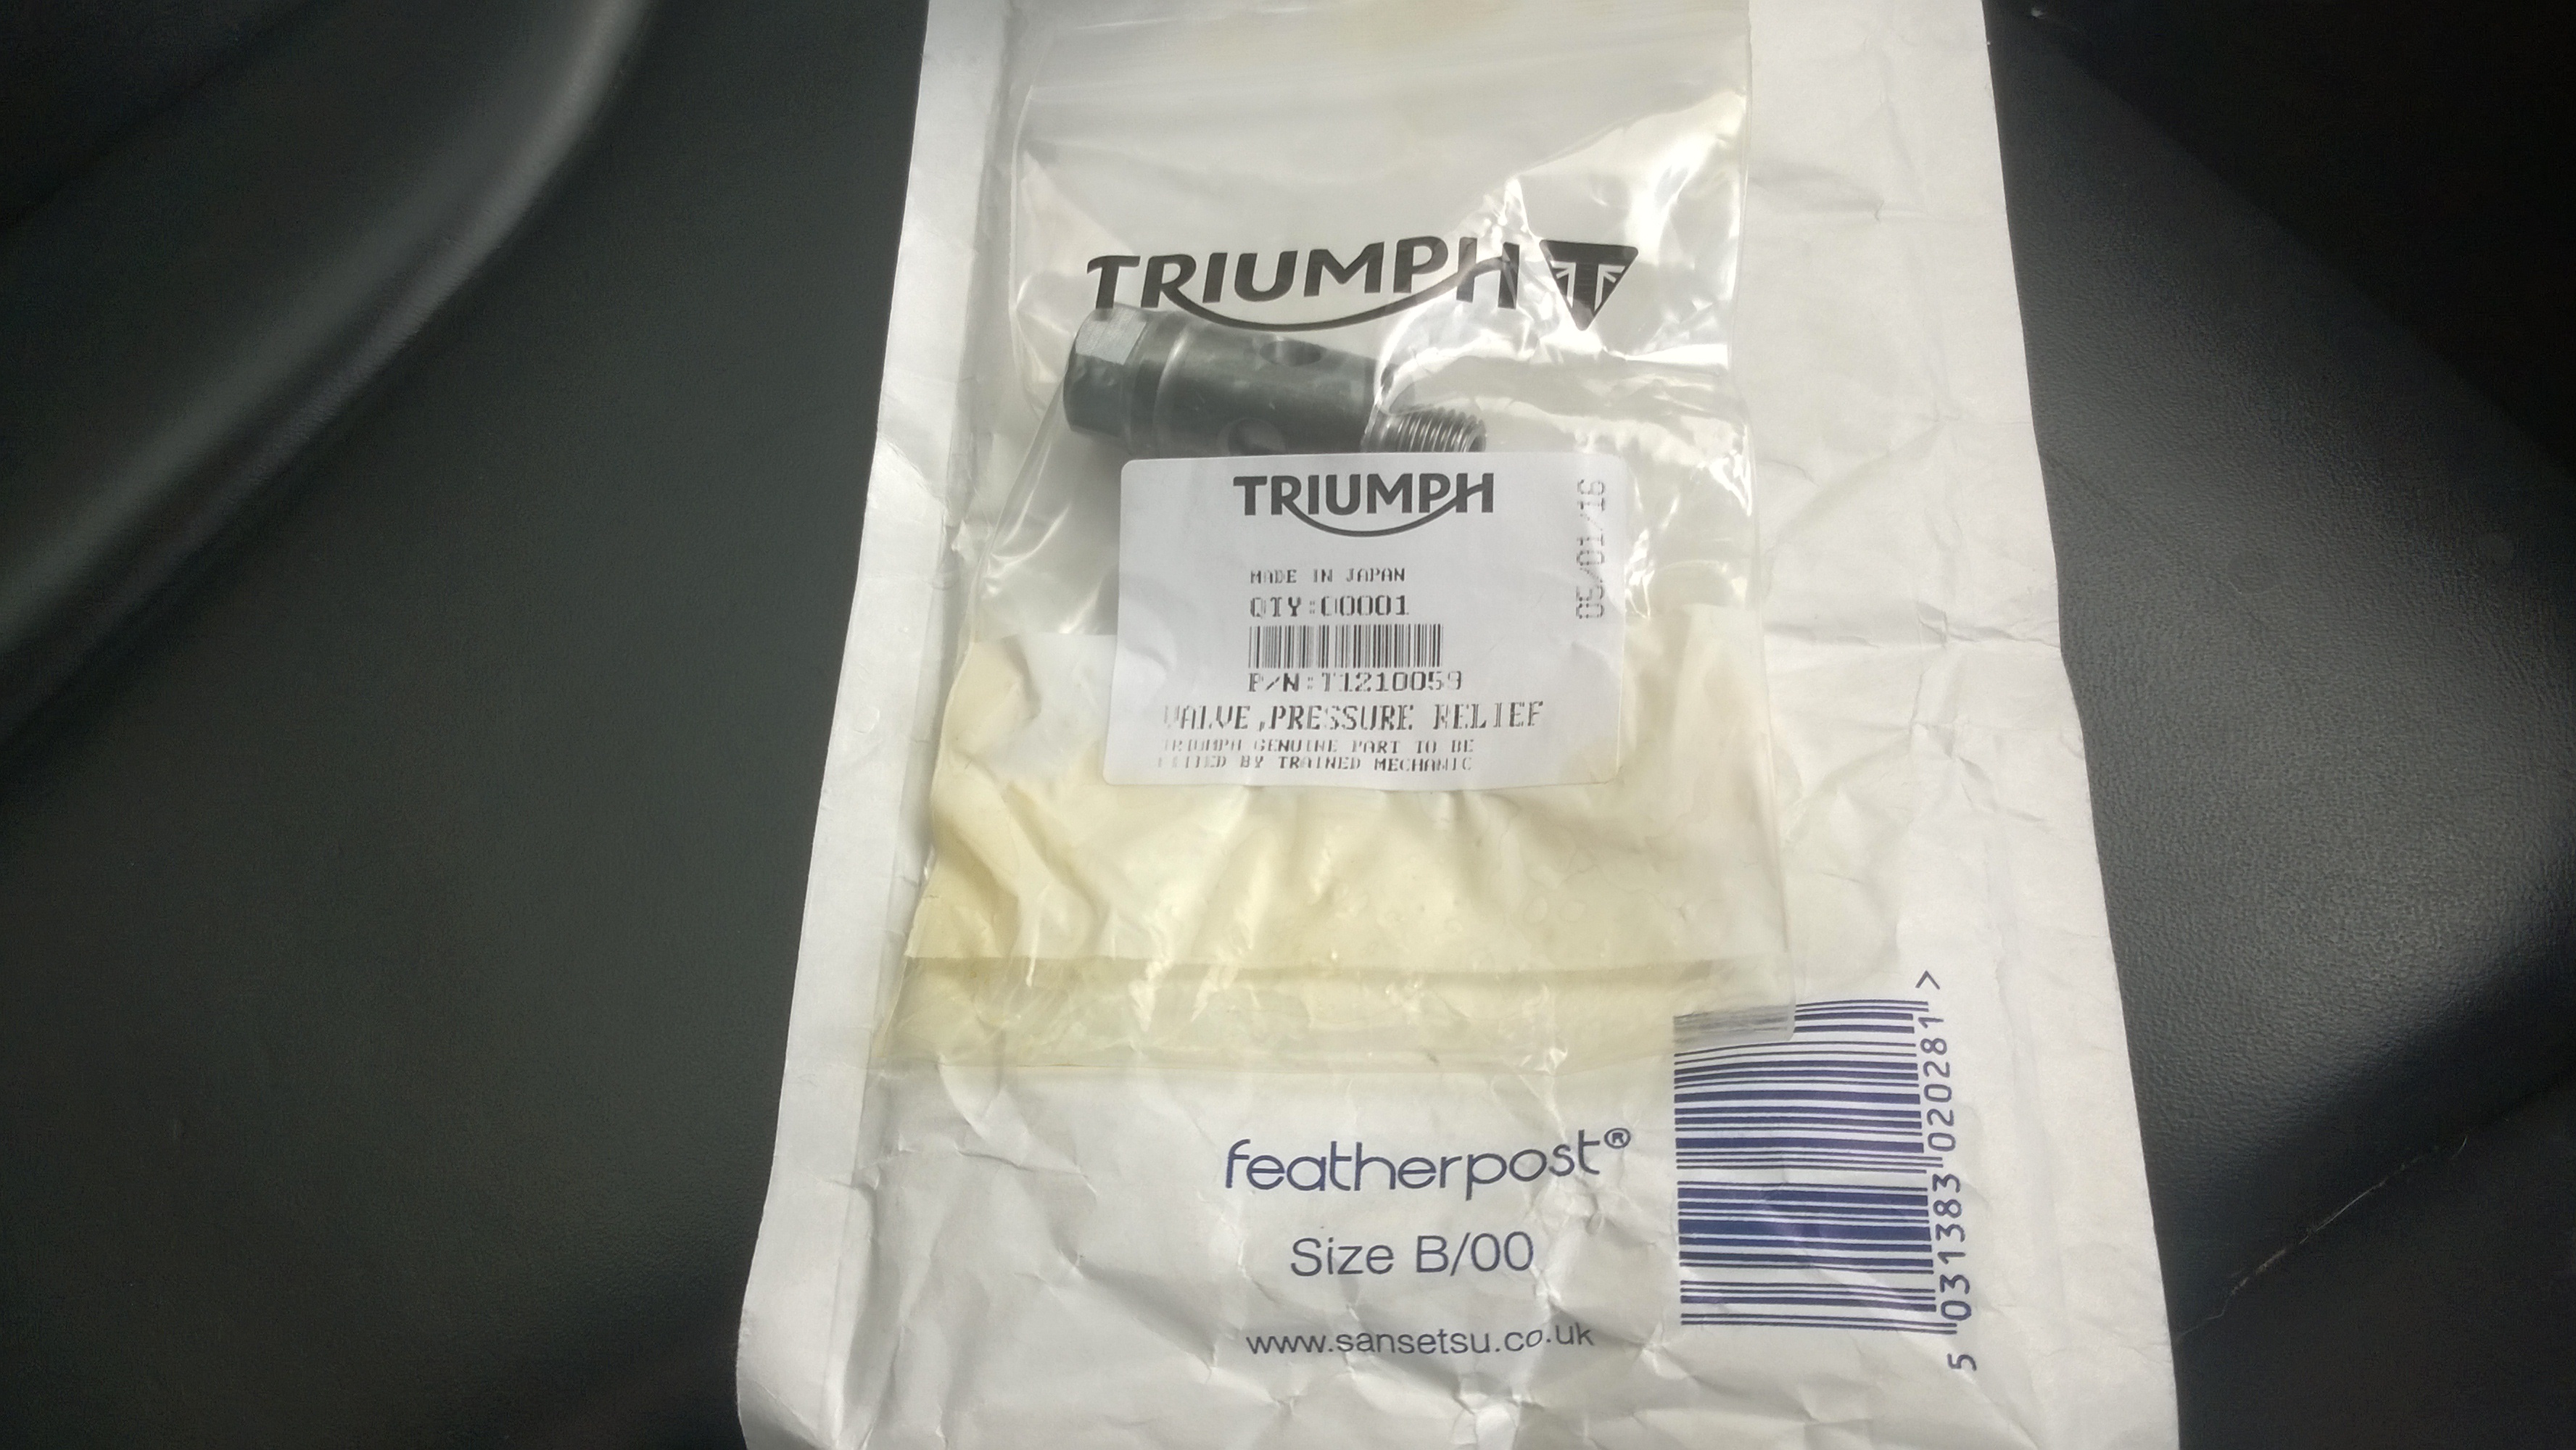 TRIUMPH
TRIUMPH
05/01/16
MADE IN JAPAN
QTY:00001
P/N:T1210059
VALVE,PRESSURE RELIEF
TRIUMPH GENUINE PART TO BE
FITTED BY TRAINED MECHANIC
featherpost®
Size B/00
www.sansetsu.co.uk
5 031383 020281 >